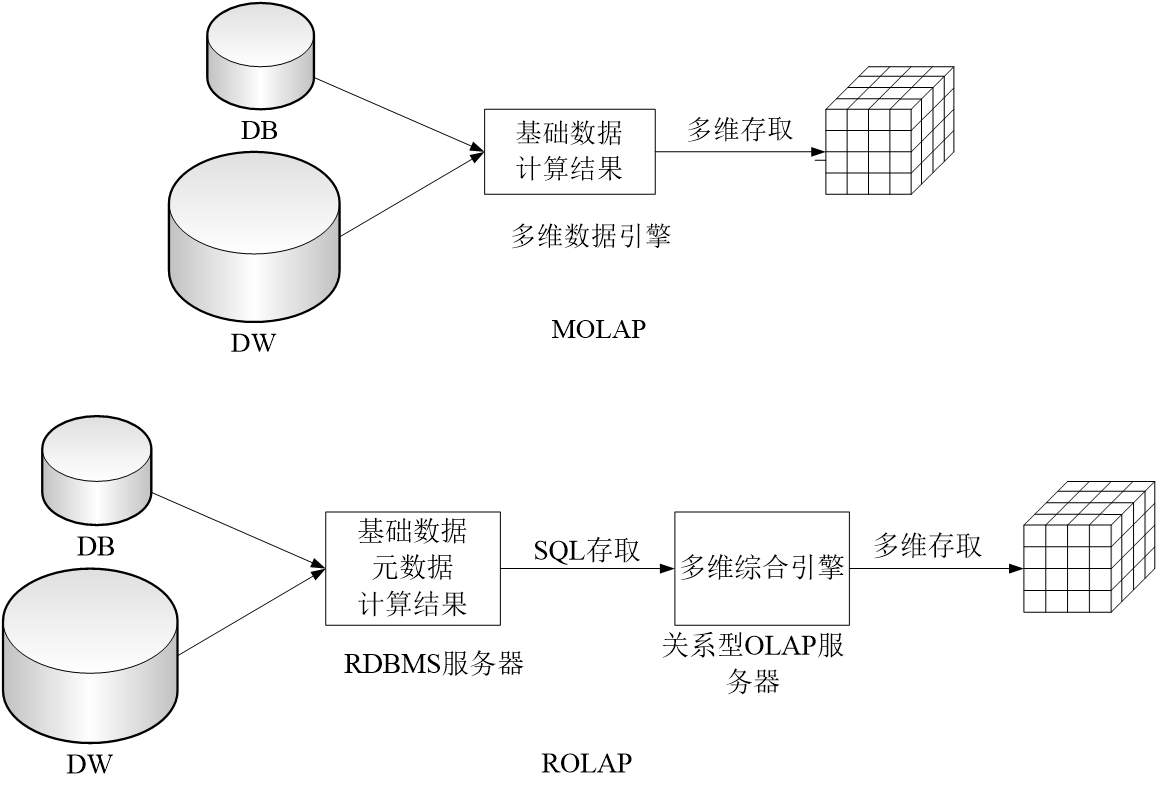 DB
基础数据
计算结果
多维存取
多维数据引擎
DW
MOLAP
DB
基础数据
元数据
计算结果
SQL存取
多维综合引擎
多维存取
RDBMS服务器
关系型OLAP服
务器
DW
ROLAP